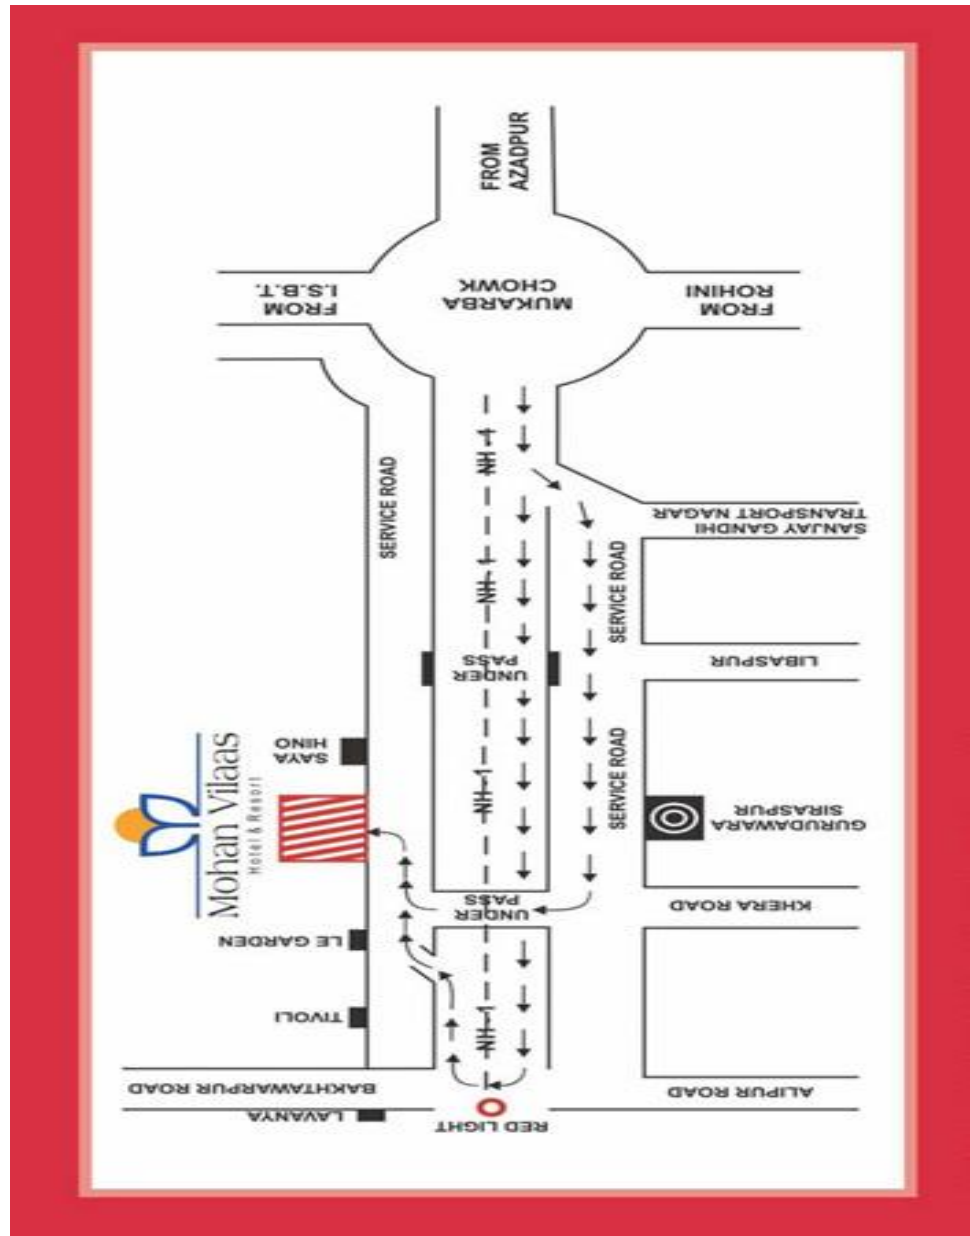 FROM
AZADPUR
FROM
I.S.B.T.
MUKARBA
CHOWK
FROM
ROHINI
NH-1
SERVICE ROAD
SANJAY GANDHI
TRANSPORT NAGAR
NH-1
SERVICE ROAD
UNDER
PASS
LIBASPUR
SAYA
HINO
Mohan Vilaas
Hotel & Resort
NH-1
SERVICE ROAD
GURUDAWARA
SIRASPUR
UNDER
PASS
KHERA ROAD
LE GARDEN
TIVOLI
NH-1
BAKHTAWARPUR ROAD
ALIPUR ROAD
LAVANYA
RED LIGHT